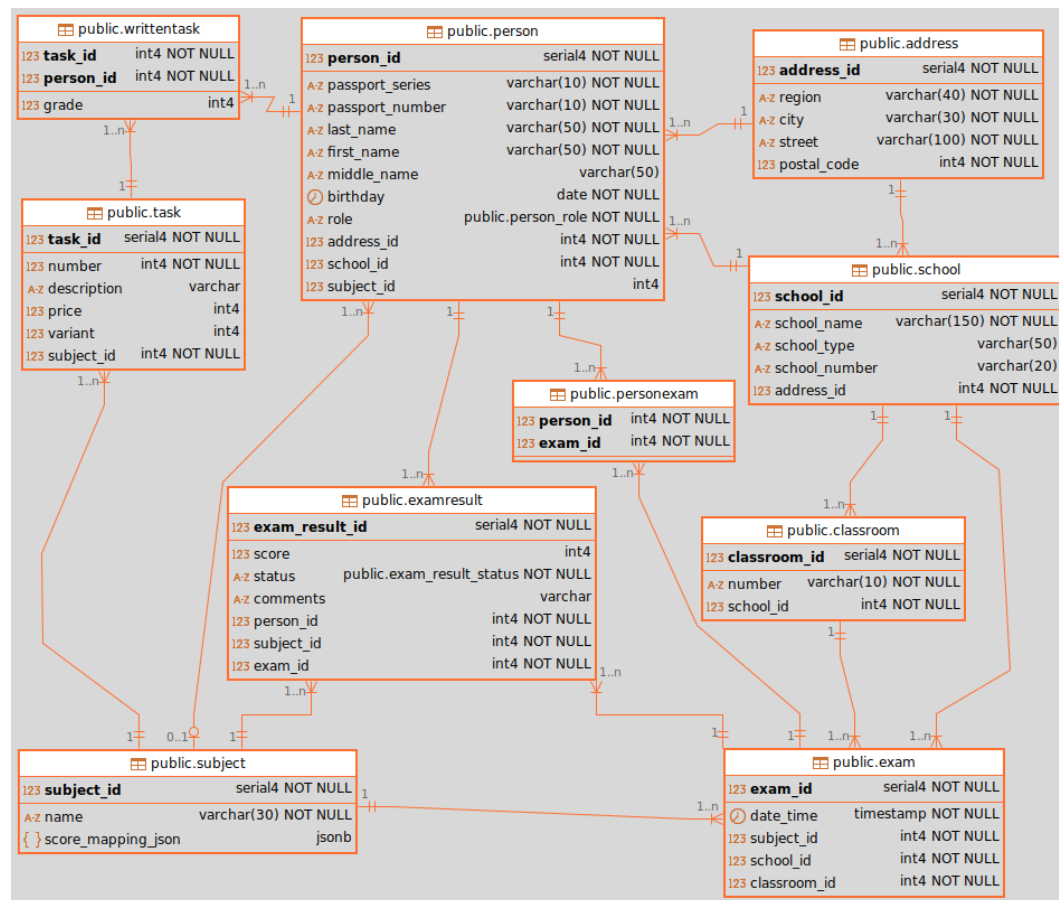 public.writtentask
123 task_id int4 NOT NULL
123 person_id int4 NOT NULL
123 grade int4
1..n
1
1..n
1
public.person
123 person_id serial4 NOT NULL
A-Z passport_series varchar(10) NOT NULL
A-Z passport_number varchar(10) NOT NULL
A-Z last_name varchar(50) NOT NULL
A-Z first_name varchar(50) NOT NULL
A-Z middle_name varchar(50)
birthday date NOT NULL
A-Z role public.person_role NOT NULL
123 address_id int4 NOT NULL
123 school_id int4 NOT NULL
123 subject_id int4
1..n
1
1..n
1
1..n
1
1
public.address
123 address_id serial4 NOT NULL
A-Z region varchar(40) NOT NULL
A-Z city varchar(30) NOT NULL
A-Z street varchar(100) NOT NULL
123 postal_code int4 NOT NULL
1
1..n
public.task
123 task_id serial4 NOT NULL
123 number int4 NOT NULL
A-Z description varchar
123 price int4
123 variant int4
123 subject_id int4 NOT NULL
1..n
public.school
123 school_id serial4 NOT NULL
A-Z school_name varchar(150) NOT NULL
A-Z school_type varchar(50)
A-Z school_number varchar(20)
123 address_id int4 NOT NULL
1
1
1..n
public.personexam
123 person_id int4 NOT NULL
123 exam_id int4 NOT NULL
1..n
1..n
public.examresult
123 exam_result_id serial4 NOT NULL
123 score int4
A-Z status public.exam_result_status NOT NULL
A-Z comments varchar
123 person_id int4 NOT NULL
123 subject_id int4 NOT NULL
123 exam_id int4 NOT NULL
1..n
1..n
1..n
public.classroom
123 classroom_id serial4 NOT NULL
A-Z number varchar(10) NOT NULL
123 school_id int4 NOT NULL
1
1
0..1
1
1
1
1..n
1..n
public.subject
123 subject_id serial4 NOT NULL
A-Z name varchar(30) NOT NULL
{ } score_mapping_json jsonb
1
1..n
public.exam
123 exam_id serial4 NOT NULL
date_time timestamp NOT NULL
123 subject_id int4 NOT NULL
123 school_id int4 NOT NULL
123 classroom_id int4 NOT NULL